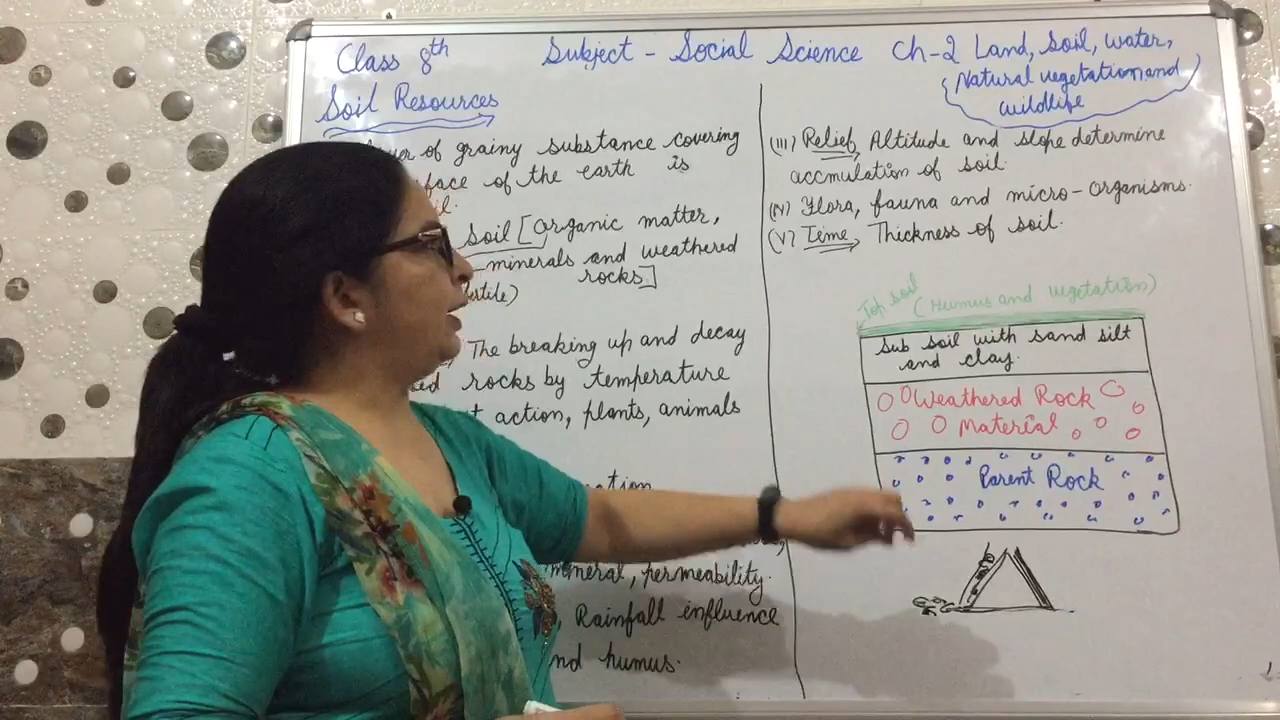 Class 8th Subject - Social Science Ch-2 Land, Soil, water,
(Natural vegetation and
wildlife
Soil Resources
of grainy substance covering
of the earth is
Soil [Organic matter,
minerals and weathered
rocks]
The breaking up and decay
rocks by temperature
action, plants, animals
mineral, permeability.
Rainfall influence
humus.
(III) Relief, Altitude and slope determine
accmulation of soil
(IV) Flora, fauna and micro-organisms.
(V) Time, Thickness of soil.
Top soil (Humus and vegetation)
Sub soil with sand silt
and clay.
Weathered Rock
Material
Parent Rock